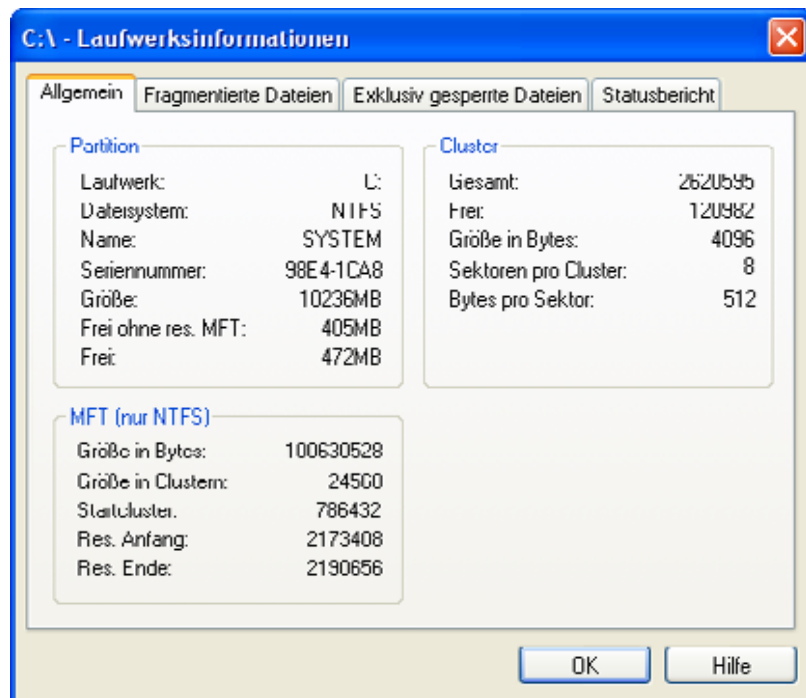 C:\ - Laufwerksinformationen
Allgemein
Fragmentierte Dateien
Exklusiv gesperrte Dateien
Statusbericht
Partition
Laufwerk: C:
Dateisystem: NTFS
Name: SYSTEM
Seriennummer: 98E4-1CA8
Größe: 10236MB
Frei ohne res. MFT: 405MB
Frei: 472MB
Cluster
Gesamt: 2620595
Frei: 120982
Größe in Bytes: 4096
Sektoren pro Cluster: 8
Bytes pro Sektor: 512
MFT (nur NTFS)
Größe in Bytes: 100630528
Größe in Clustern: 24568
Startcluster: 786432
Res. Anfang: 2173408
Res. Ende: 2190656
OK
Hilfe